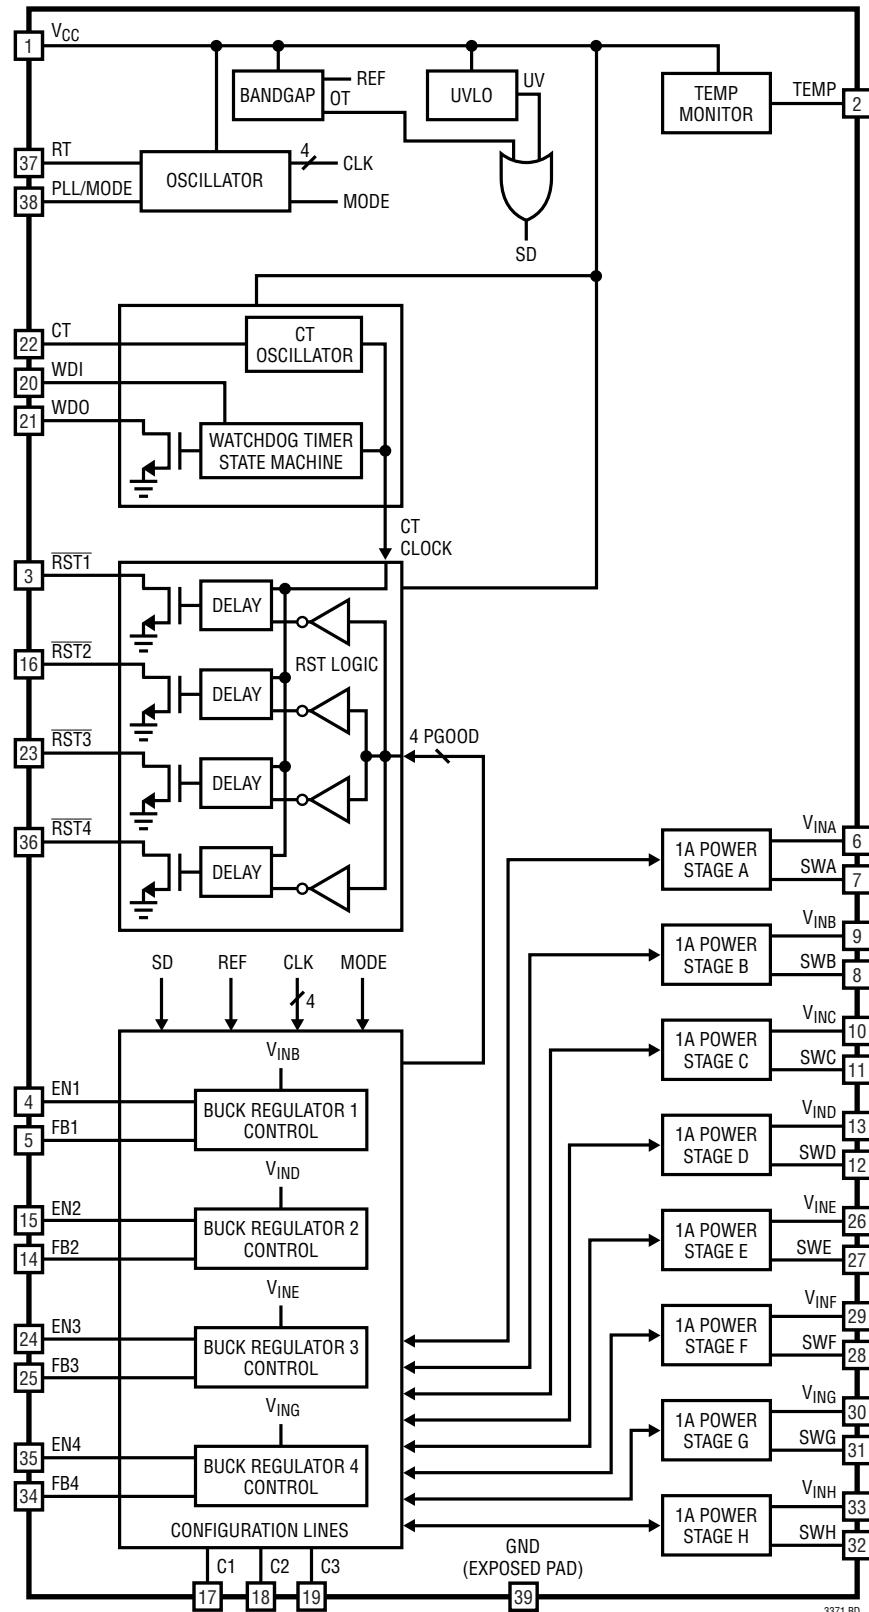 1 VCC
BANDGAP
REF
OT
UVLO
UV
TEMP
MONITOR
TEMP
2
37 RT
38 PLL/MODE
OSCILLATOR
4
CLK
MODE
SD
22 CT
20 WDI
21 WDO
CT
OSCILLATOR
WATCHDOG TIMER
STATE MACHINE
CT
CLOCK
3 RST1
DELAY
RST LOGIC
16 RST2
DELAY
23 RST3
DELAY
4 PGOOD
36 RST4
DELAY
1A POWER
STAGE A
VINA
6
SWA
7
1A POWER
STAGE B
VINB
9
SWB
8
1A POWER
STAGE C
VINC
10
SWC
11
1A POWER
STAGE D
VIND
13
SWD
12
1A POWER
STAGE E
VINE
26
SWE
27
1A POWER
STAGE F
VINF
29
SWF
28
1A POWER
STAGE G
VING
30
SWG
31
1A POWER
STAGE H
VINH
33
SWH
32
SD REF CLK MODE
4
VINB
4 EN1
5 FB1
BUCK REGULATOR 1
CONTROL
VIND
15 EN2
14 FB2
BUCK REGULATOR 2
CONTROL
VINE
24 EN3
25 FB3
BUCK REGULATOR 3
CONTROL
VING
35 EN4
34 FB4
BUCK REGULATOR 4
CONTROL
CONFIGURATION LINES
C1 C2 C3
17 18 19
GND
(EXPOSED PAD)
39
3371 BD